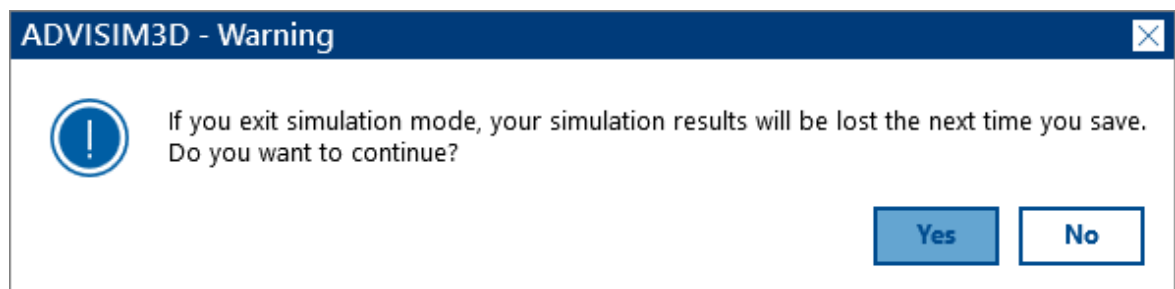 ADVISIM3D - Warning
If you exit simulation mode, your simulation results will be lost the next time you save.
Do you want to continue?
Yes No